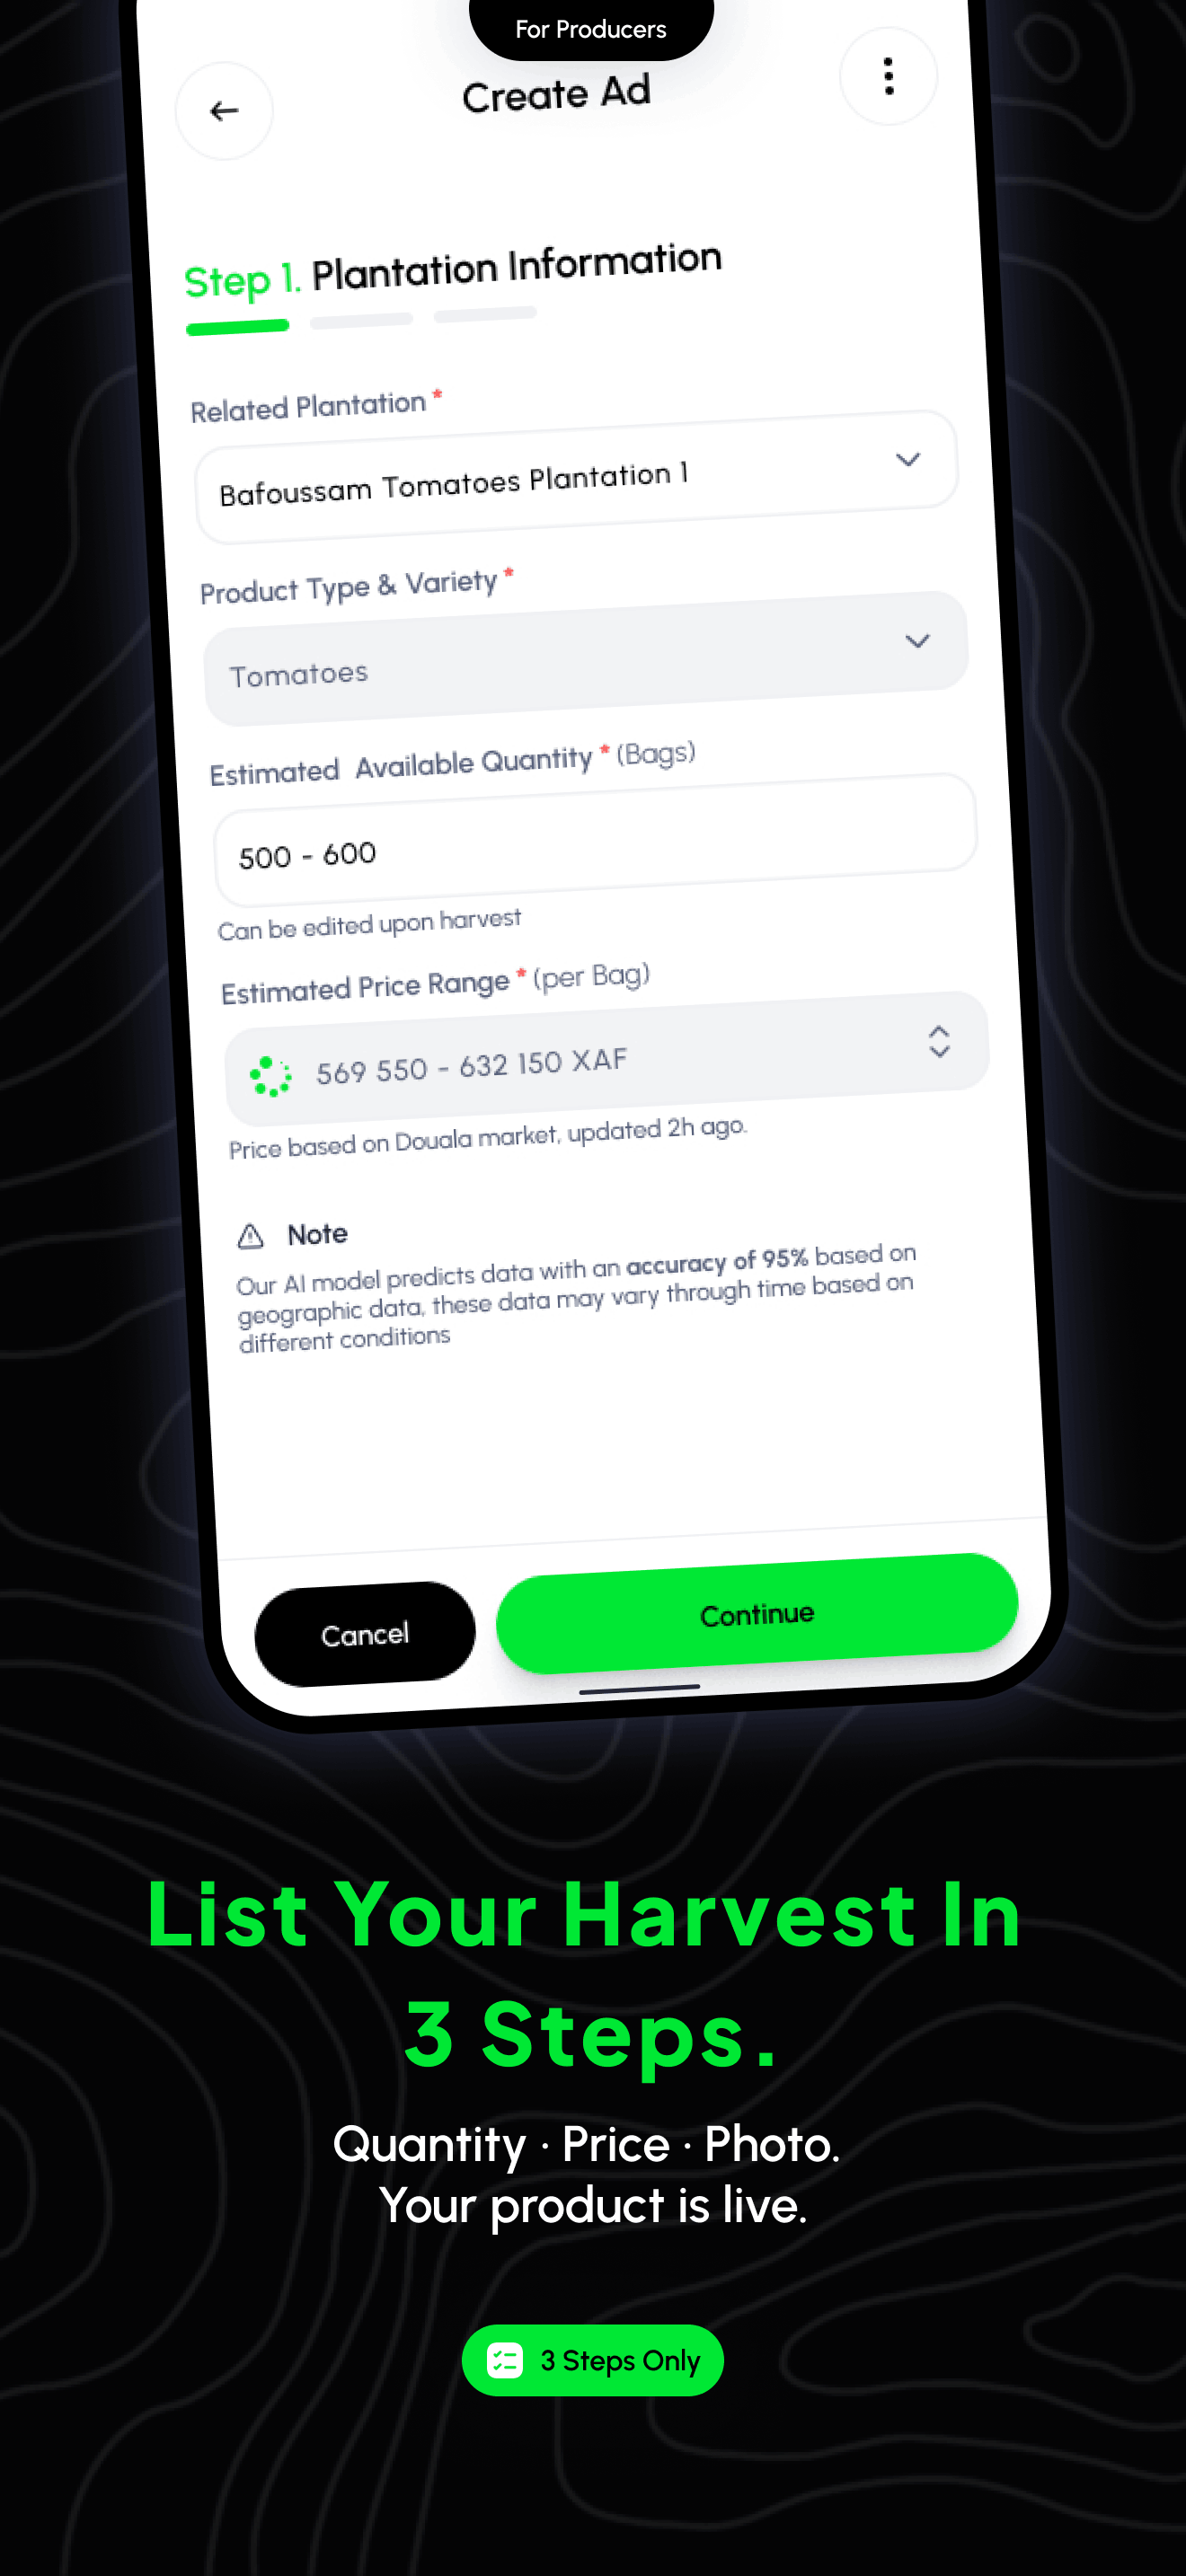 For Producers
Create Ad
Step 1. Plantation Information
Related Plantation *
Bafoussam Tomatoes Plantation 1
Product Type & Variety *
Tomatoes
Estimated Available Quantity * (Bags)
500 - 600
Can be edited upon harvest
Estimated Price Range * (per Bag)
569 550 - 632 150 XAF
Price based on Douala market, updated 2h ago.
Note
Our AI model predicts data with an accuracy of 95% based on
geographic data, these data may vary through time based on
different conditions
Cancel
Continue
List Your Harvest In
3 Steps.
Quantity · Price · Photo.
Your product is live.
3 Steps Only